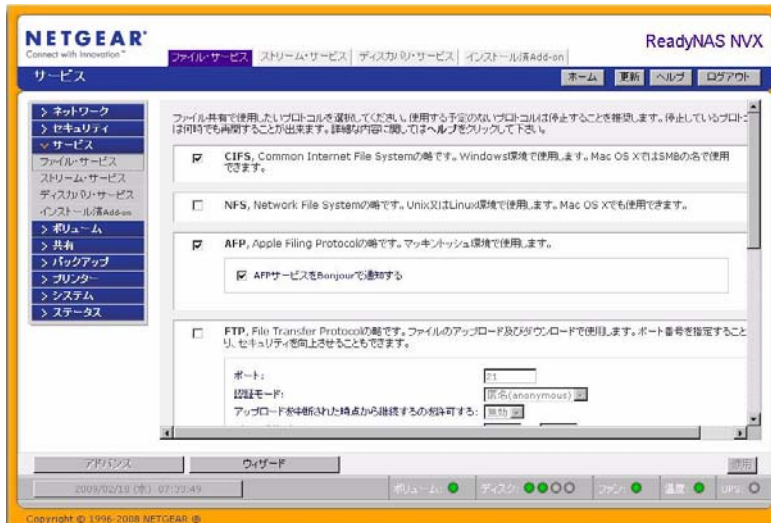 NETGEAR®
Connect with Innovation™
ReadyNAS NVX
ファイル・サービス ストリーム・サービス ディスカバリ・サービス インストール済Add-on
サービス
ホーム 更新 ヘルプ ログアウト
> ネットワーク
> セキュリティ
サービス
ファイル・サービス
ストリーム・サービス
ディスカバリ・サービス
インストール済Add-on
> ボリューム
> 共有
> バックアップ
> プリンター
> システム
> ステータス
ファイル共有で使用したいプロトコルを選択してください。使用する予定のないプロトコルは停止することを推奨します。停止しているプロトコ
は何時でも再開することが出来ます。詳細な内容に関してはヘルプをクリックして下さい。
CIFS, Common Internet File Systemの略です。Windows環境で使用します。Mac OS XではSMBの名で使用
できます。
NFS, Network File Systemの略です。Unix又はLinux環境で使用します。Mac OS Xでも使用できます。
AFP, Apple Filing Protocolの略です。マッキントッシュ環境で使用します。
AFPサービスをBonjourで通知する
FTP, File Transfer Protocolの略です。ファイルのアップロード及びダウンロードで使用します。ポート番号を指定すること
り、セキュリティを向上させることもできます。
ポート: 21
認証モード: 匿名(anonymous)
アップロードを中断された時点から継続するのを許可する: 無効
アドバンス ウィザード 適用
2009/02/18 (水) 07:33:49
ボリューム: ディスク: ファン: 温度 UPS:
Copyright © 1996-2008 NETGEAR ®